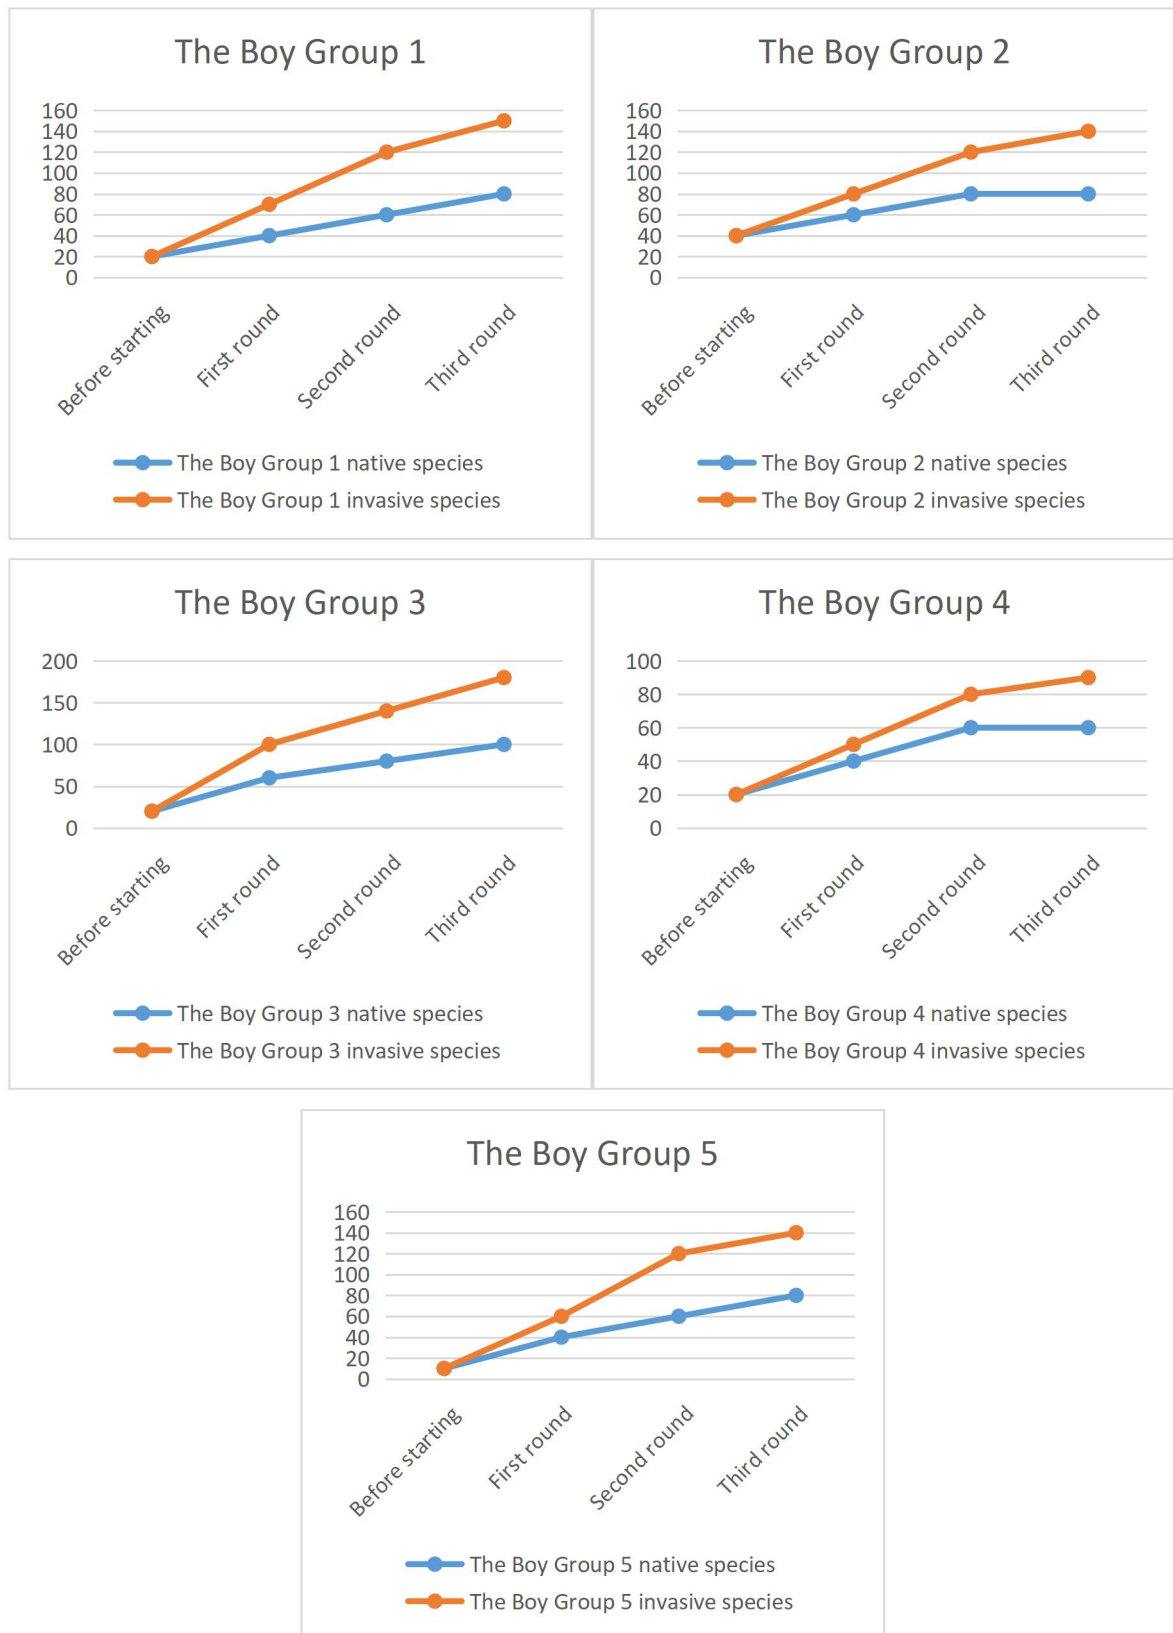 The Boy Group 1
160
140
120
100
80
60
40
20
0
Before starting
First round
Second round
Third round
The Boy Group 1 native species
The Boy Group 1 invasive species
The Boy Group 2
160
140
120
100
80
60
40
20
0
Before starting
First round
Second round
Third round
The Boy Group 2 native species
The Boy Group 2 invasive species
The Boy Group 3
200
150
100
50
0
Before starting
First round
Second round
Third round
The Boy Group 3 native species
The Boy Group 3 invasive species
The Boy Group 4
100
80
60
40
20
0
Before starting
First round
Second round
Third round
The Boy Group 4 native species
The Boy Group 4 invasive species
The Boy Group 5
160
140
120
100
80
60
40
20
0
Before starting
First round
Second round
Third round
The Boy Group 5 native species
The Boy Group 5 invasive species